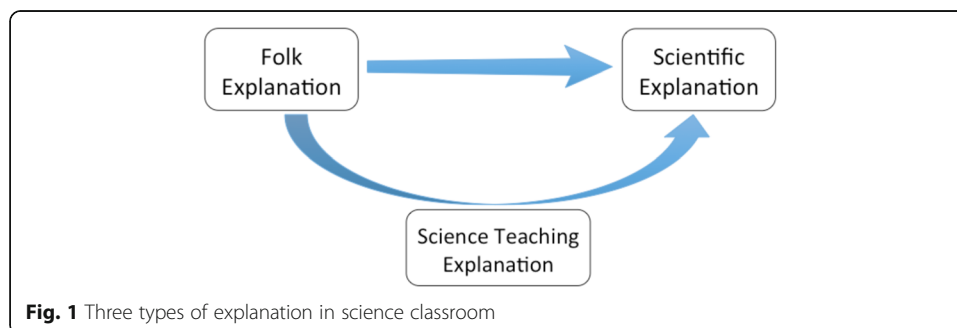 Folk
Explanation
Scientific
Explanation
Science Teaching
Explanation
Fig. 1 Three types of explanation in science classroom